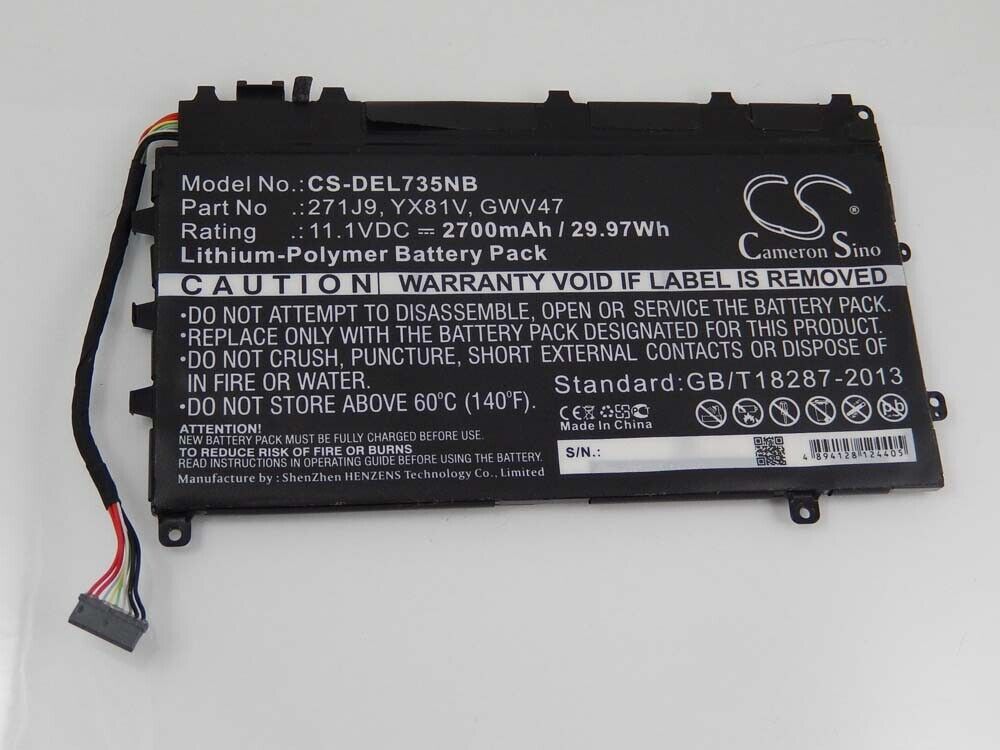 Model No.:CS-DEL735NB
Part No .:271J9, YX81V, GWV47
Rating .:11.1VDC ⎓ 2700mAh / 29.97Wh
Lithium-Polymer Battery Pack
CS
®
Cameron Sino
CAUTION WARRANTY VOID IF LABEL IS REMOVED
•DO NOT ATTEMPT TO DISASSEMBLE, OPEN OR SERVICE THE BATTERY PACK.
•REPLACE ONLY WITH THE BATTERY PACK DESIGNATED FOR THIS PRODUCT.
•DO NOT CRUSH, PUNCTURE, SHORT EXTERNAL CONTACTS OR DISPOSE OF
IN FIRE OR WATER.
•DO NOT STORE ABOVE 60°C (140°F).
Standard:GB/T18287-2013
ATTENTION!
NEW BATTERY PACK MUST BE FULLY CHARGED BEFORE USE.
TO REDUCE RISK OF FIRE OR BURNS
READ INSTRUCTIONS IN OPERATING GUIDE BEFORE USING BATTERY.
Manufacture by : ShenZhen HENZENS Technology Co., Limited
CE
Made In China
Pb
S/N.:
4894128124405